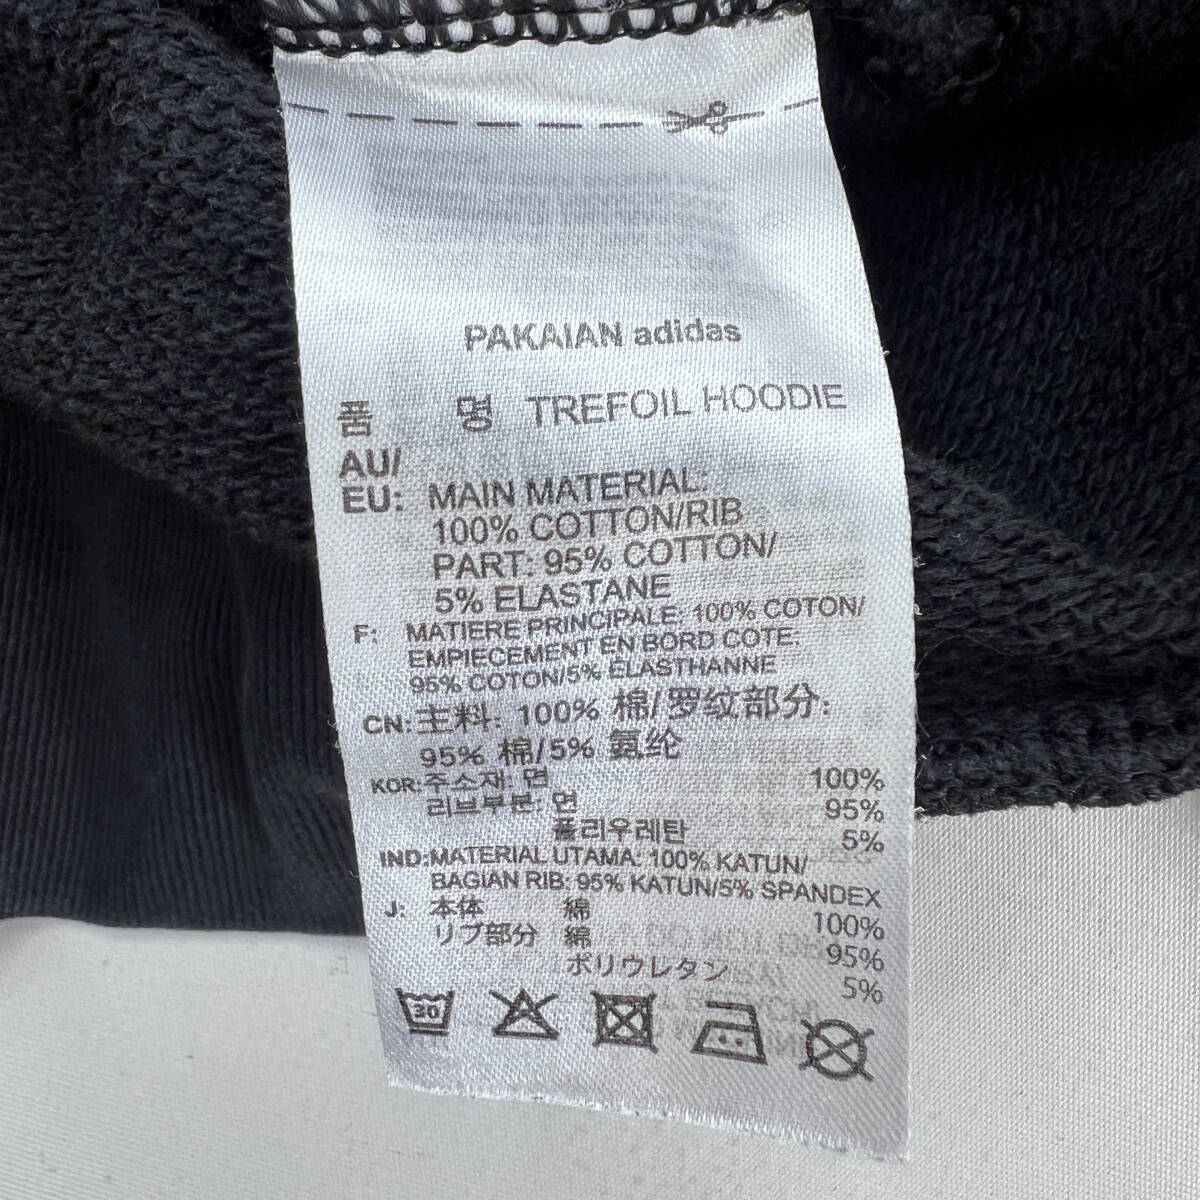 PAKAIAN adidas
품 명 TREFOIL HOODIE
AU/
EU: MAIN MATERIAL:
100% COTTON/RIB
PART: 95% COTTON/
5% ELASTANE
F: MATIERE PRINCIPALE: 100% COTON/
EMPIECEMENT EN BORD COTE:
95% COTON/5% ELASTHANNE
CN: 主料: 100% 棉/罗纹部分:
95% 棉/5% 氨纶
KOR: 주소재: 면 100%
리브부분: 면 95%
폴리우레탄 5%
IND: MATERIAL UTAMA: 100% KATUN/
BAGIAN RIB: 95% KATUN/5% SPANDEX
J: 本体 綿 100%
リブ部分 綿 95%
ポリウレタン 5%
30